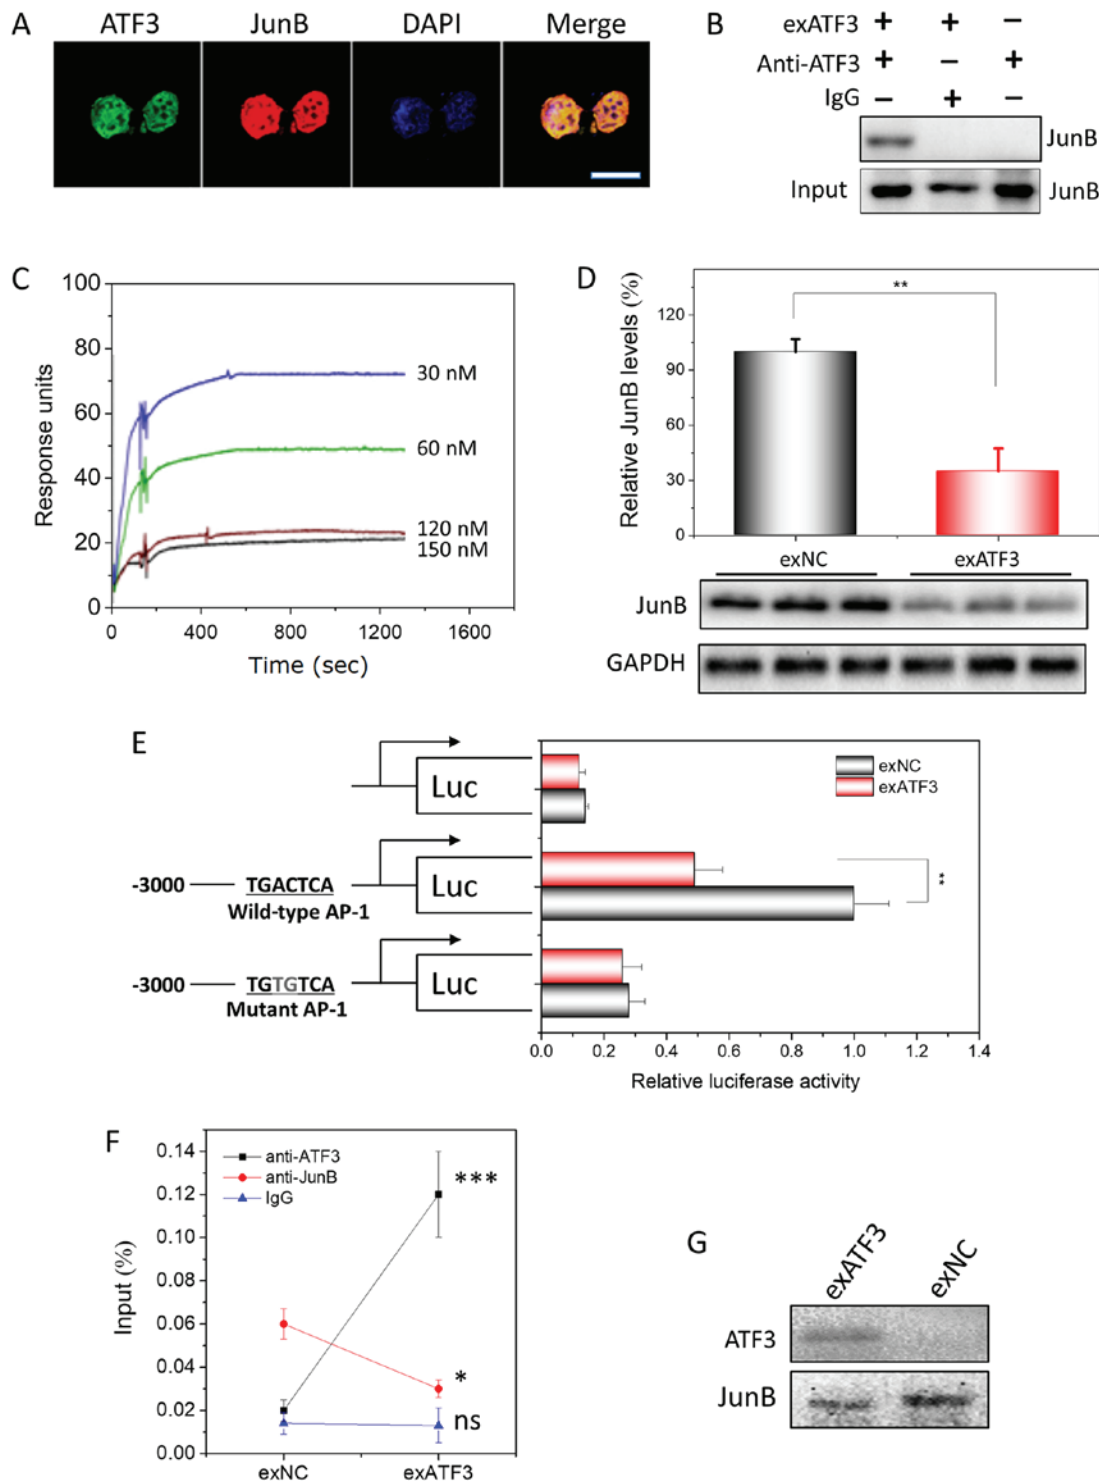 A
ATF3 JunB DAPI Merge
B
exATF3 + + −
Anti-ATF3 + − +
IgG − + −
JunB
Input JunB
C
100
80
60
40
20
0
Response units
30 nM
60 nM
120 nM
150 nM
0 400 800 1200 1600
Time (sec)
D
Relative JunB levels (%)
120
90
60
30
0
**
exNC exATF3
JunB
GAPDH
E
Luc
-3000 TGACTCA Luc
Wild-type AP-1
-3000 TGTGTCA Luc
Mutant AP-1
exNC
exATF3
**
0.0 0.2 0.4 0.6 0.8 1.0 1.2 1.4
Relative luciferase activity
F
Input (%)
0.14
0.12
0.10
0.08
0.06
0.04
0.02
0.00
anti-ATF3
anti-JunB
IgG
***
*
ns
exNC exATF3
G
exATF3 exNC
ATF3
JunB